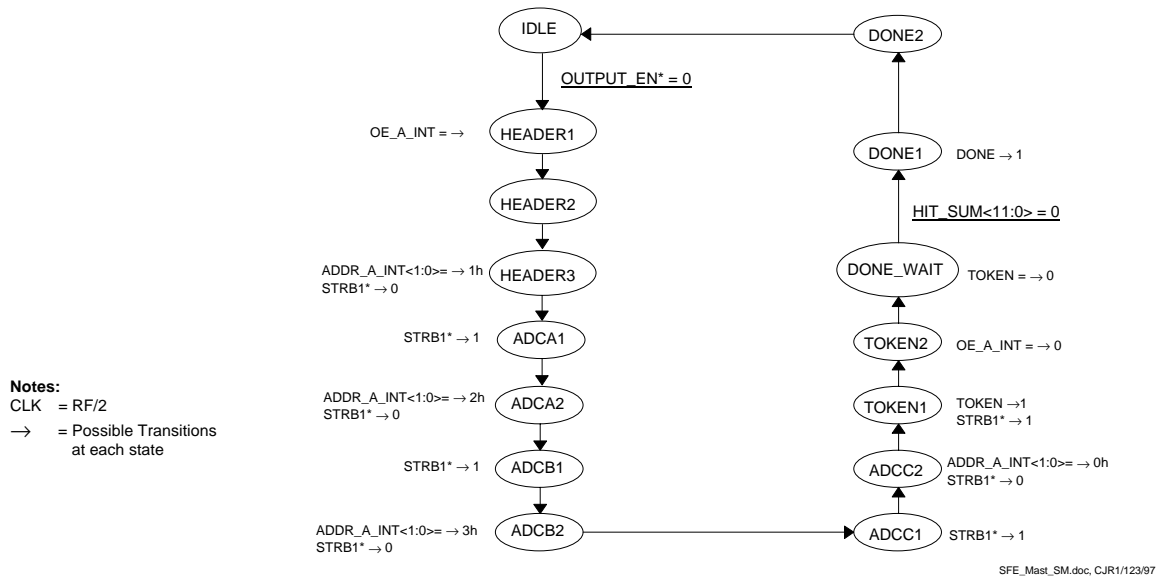 IDLE
OUTPUT_EN* = 0
OE_A_INT = →
HEADER1
HEADER2
ADDR_A_INT<1:0>= → 1h
STRB1* → 0
HEADER3
STRB1* → 1
ADCA1
ADDR_A_INT<1:0>= → 2h
STRB1* → 0
ADCA2
STRB1* → 1
ADCB1
ADDR_A_INT<1:0>= → 3h
STRB1* → 0
ADCB2
ADCC1
STRB1* → 1
ADCC2
ADDR_A_INT<1:0>= → 0h
STRB1* → 0
TOKEN1
TOKEN →1
STRB1* → 1
TOKEN2
OE_A_INT = → 0
DONE_WAIT
TOKEN = → 0
HIT_SUM<11:0> = 0
DONE1
DONE → 1
DONE2
Notes:
CLK = RF/2
→ = Possible Transitions
at each state
SFE_Mast_SM.doc, CJR1/123/97